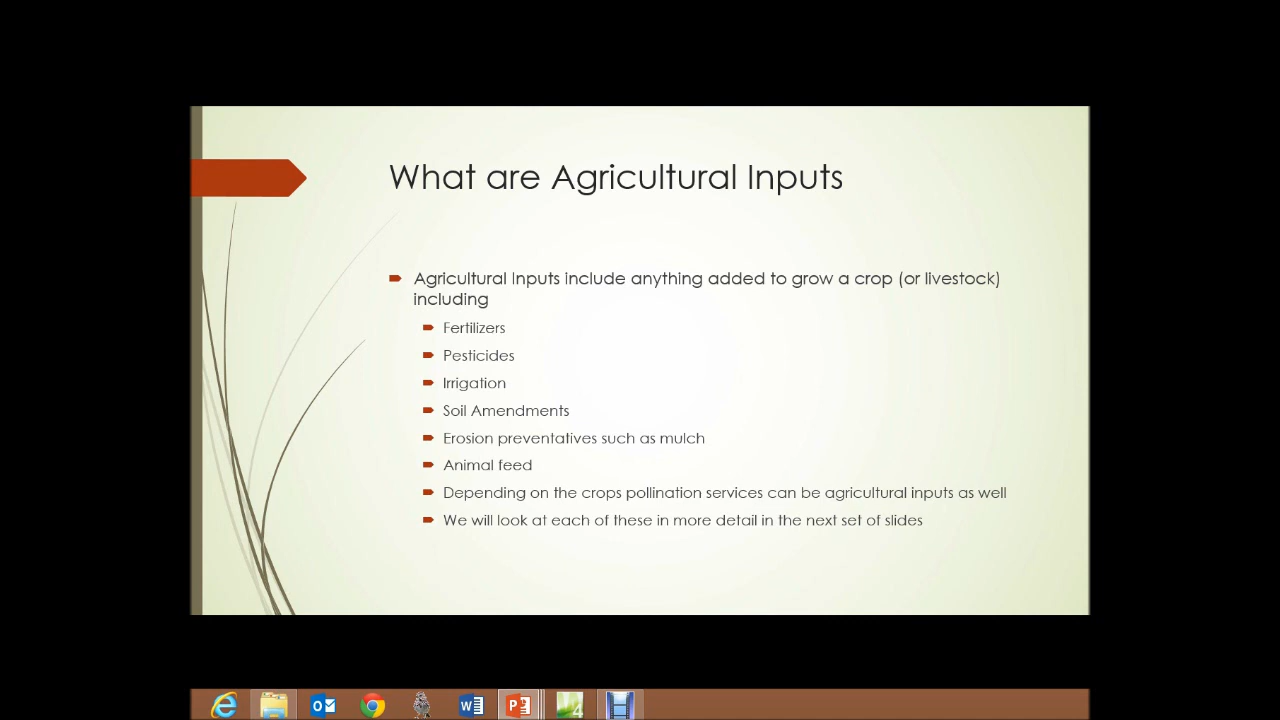 What are Agricultural Inputs
Agricultural Inputs include anything added to grow a crop (or livestock)
including
Fertilizers
Pesticides
Irrigation
Soil Amendments
Erosion preventatives such as mulch
Animal feed
Depending on the crops pollination services can be agricultural inputs as well
We will look at each of these in more detail in the next set of slides